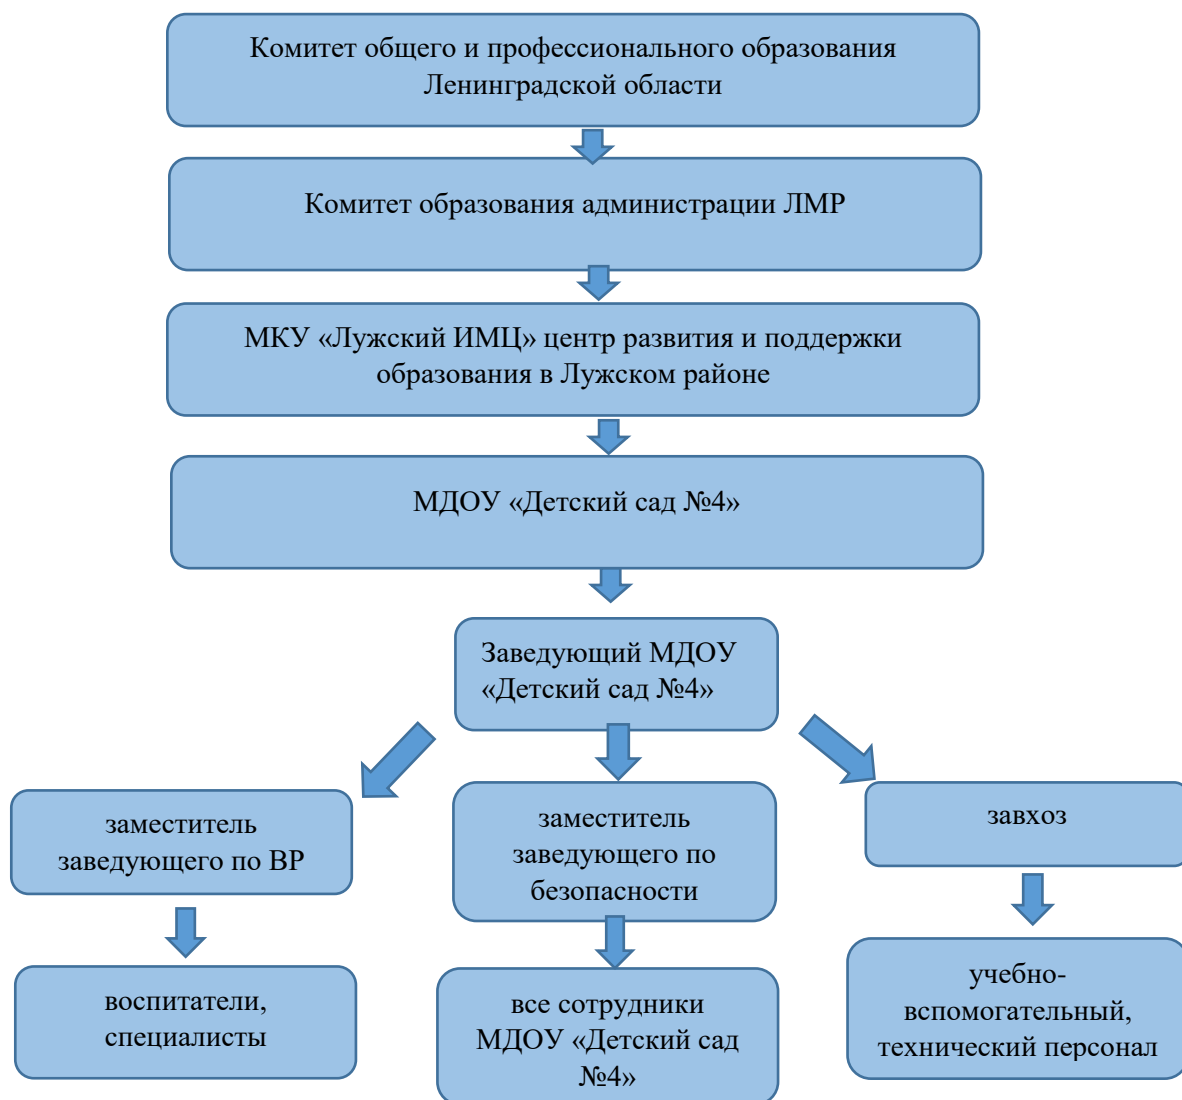 Комитет общего и профессионального образования
Ленинградской области
Комитет образования администрации ЛМР
МКУ «Лужский ИМЦ» центр развития и поддержки
образования в Лужском районе
МДОУ «Детский сад №4»
Заведующий МДОУ
«Детский сад №4»
заместитель
заведующего по ВР
заместитель
заведующего по
безопасности
завхоз
воспитатели,
специалисты
все сотрудники
МДОУ «Детский сад
№4»
учебно-
вспомогательный,
технический персонал